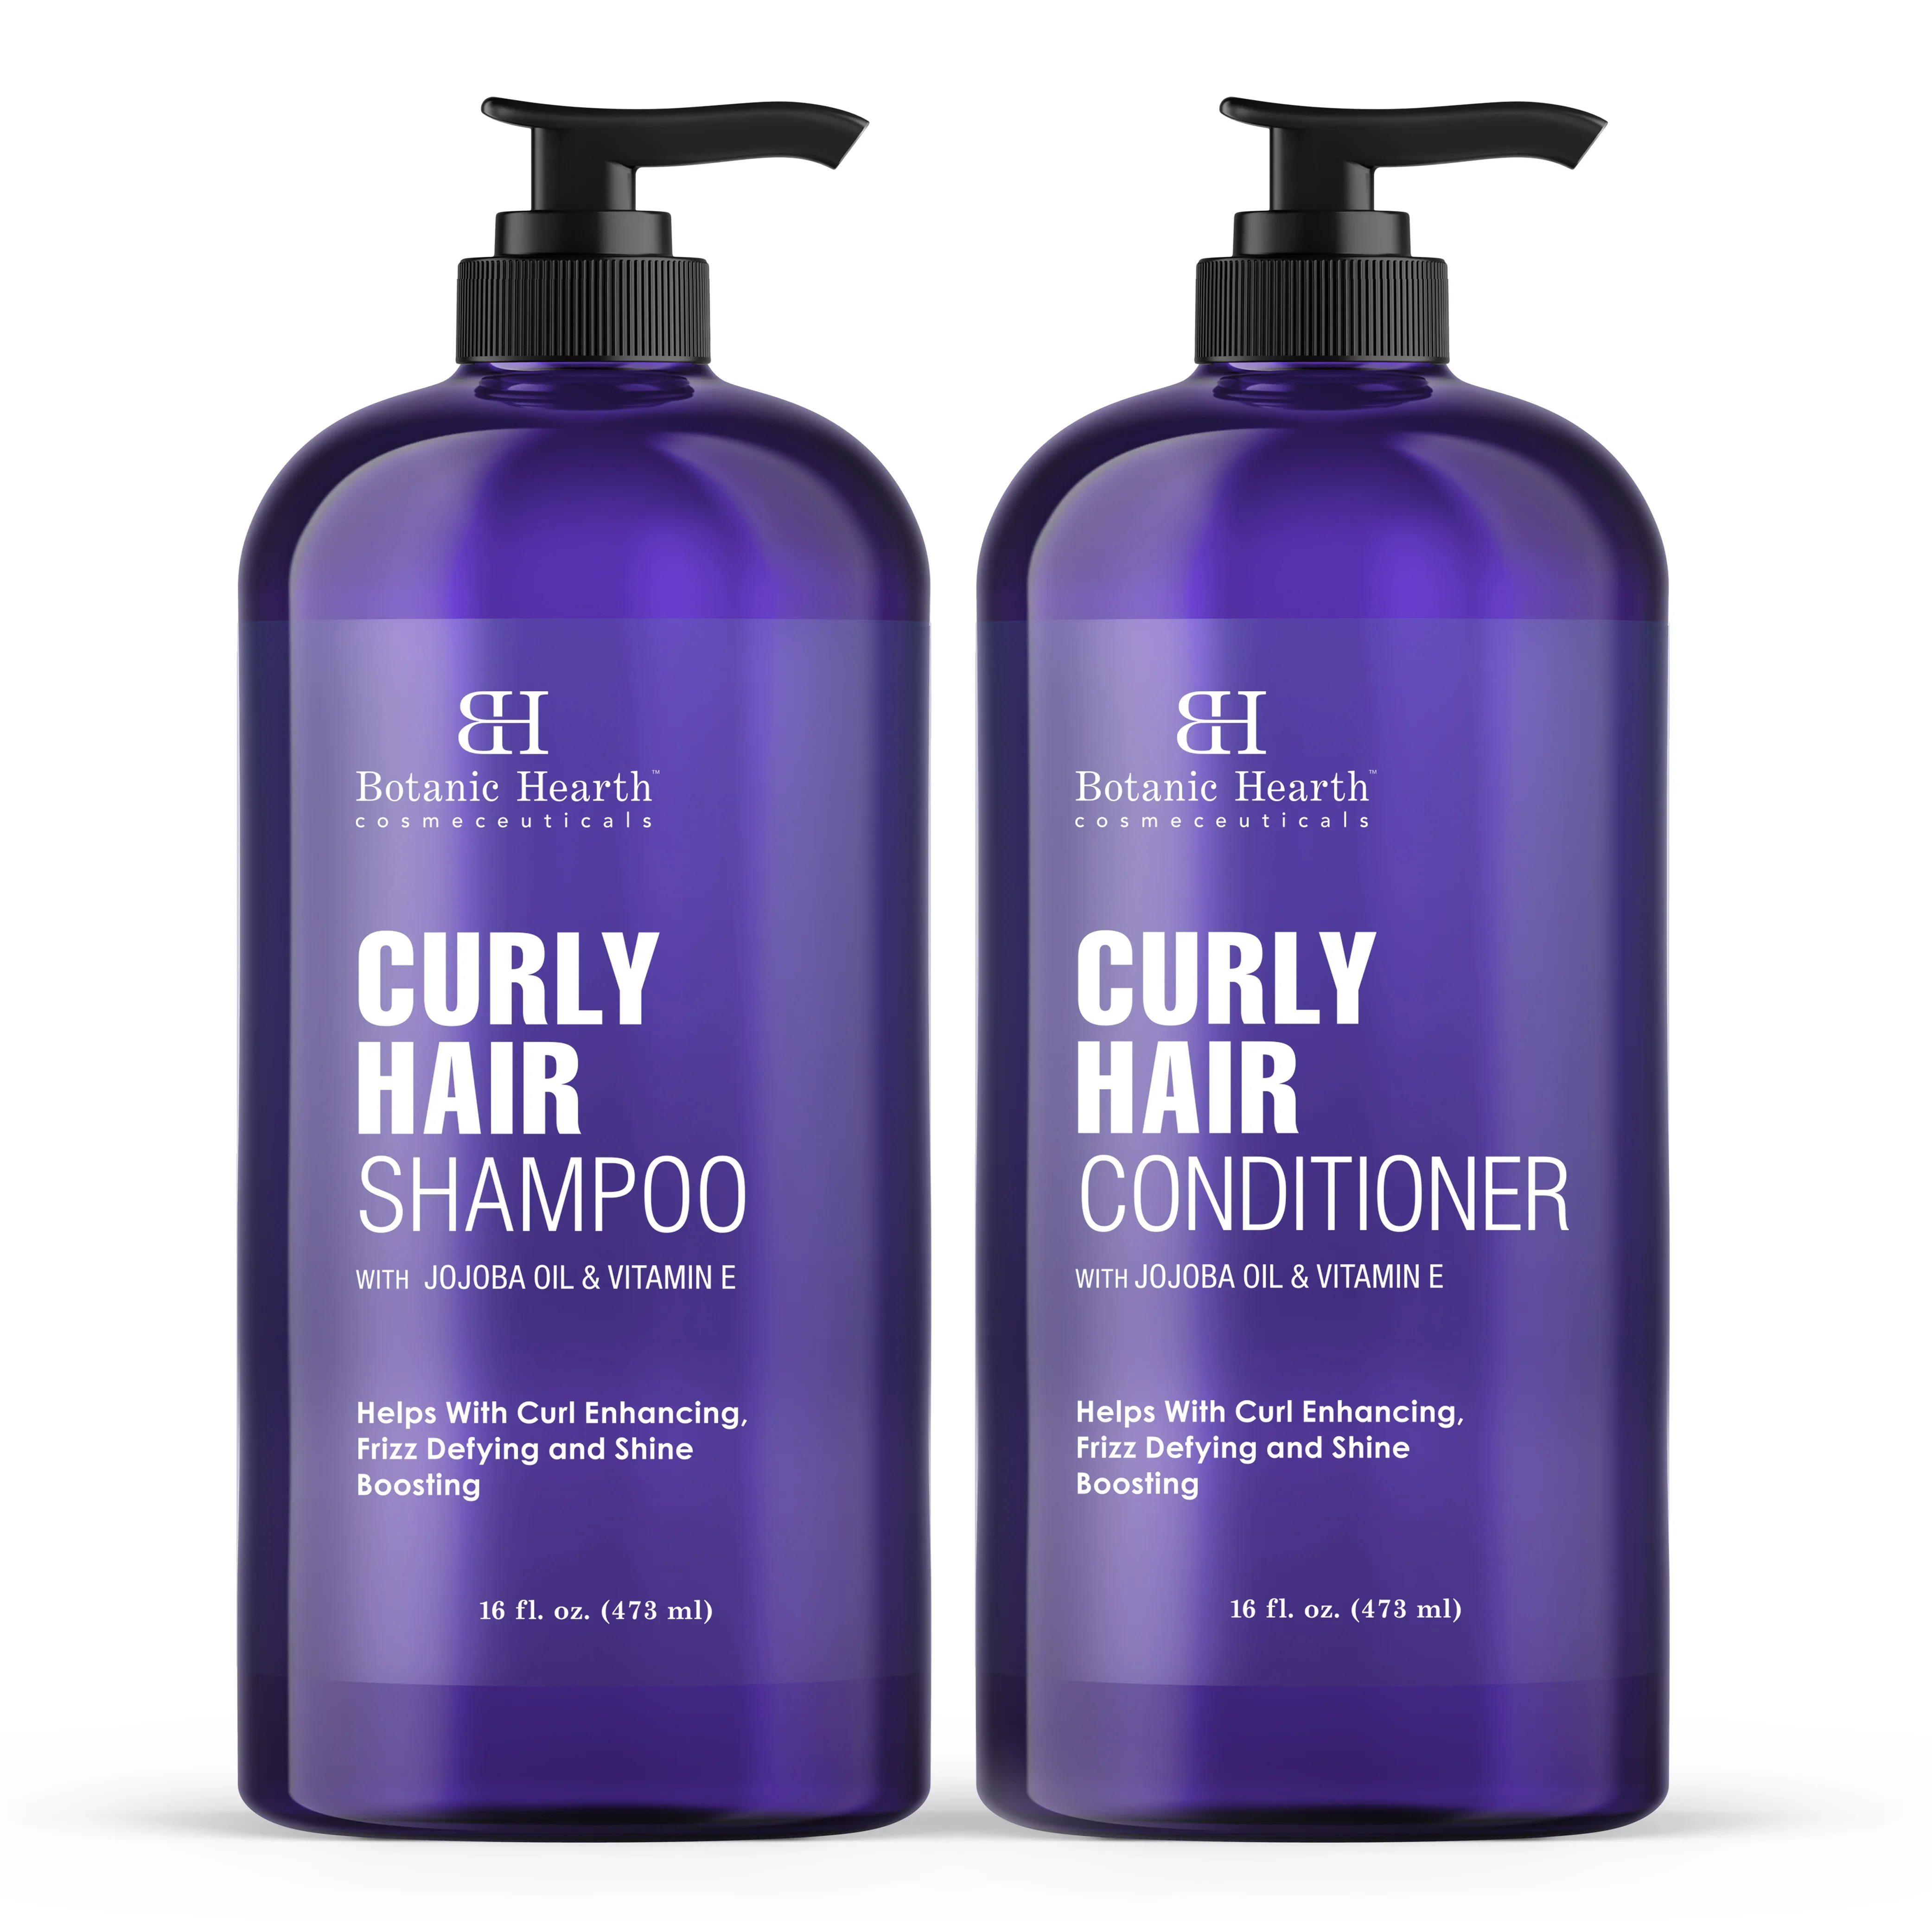 BH
Botanic Hearth™
cosmeceuticals
CURLY
HAIR
SHAMPOO
WITH JOJOBA OIL & VITAMIN E
Helps With Curl Enhancing,
Frizz Defying and Shine
Boosting
16 fl. oz. (473 ml)
BH
Botanic Hearth™
cosmeceuticals
CURLY
HAIR
CONDITIONER
WITH JOJOBA OIL & VITAMIN E
Helps With Curl Enhancing,
Frizz Defying and Shine
Boosting
16 fl. oz. (473 ml)